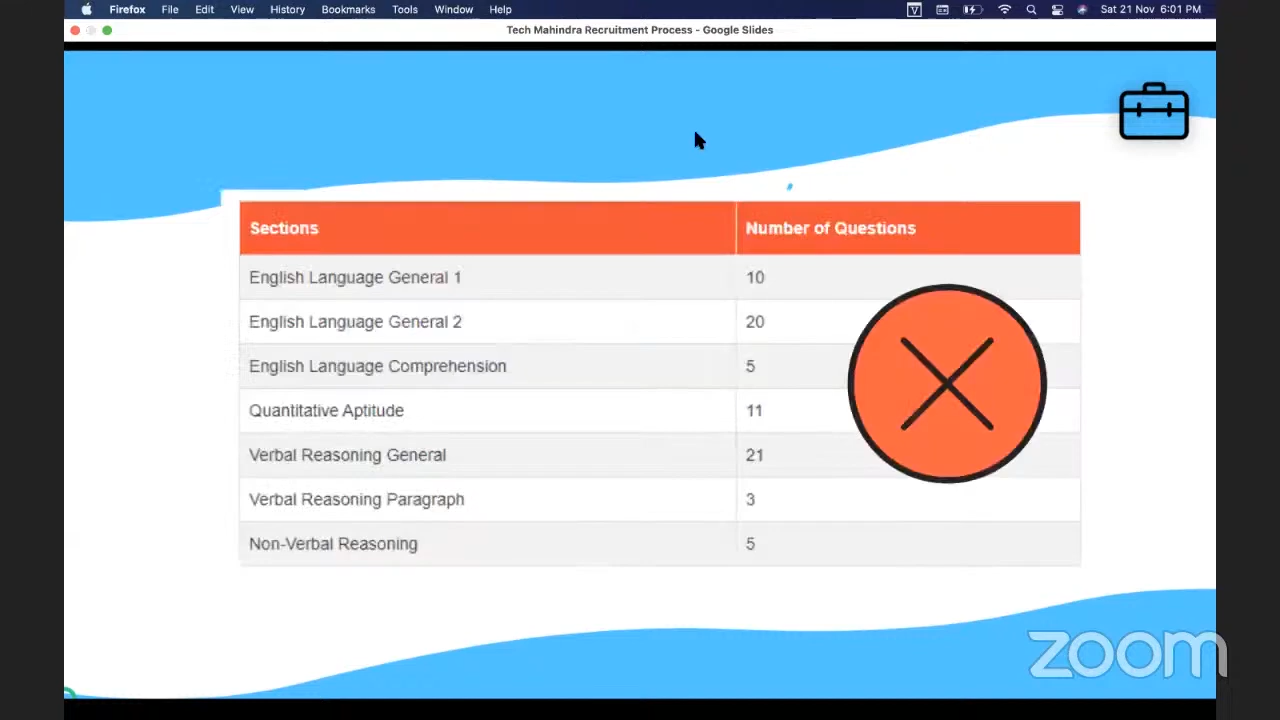 Firefox File Edit View History Bookmarks Tools Window Help Sat 21 Nov 6:01 PM
Tech Mahindra Recruitment Process - Google Slides
Sections Number of Questions
English Language General 1 10
English Language General 2 20
English Language Comprehension 5
Quantitative Aptitude 11
Verbal Reasoning General 21
Verbal Reasoning Paragraph 3
Non-Verbal Reasoning 5
zoom